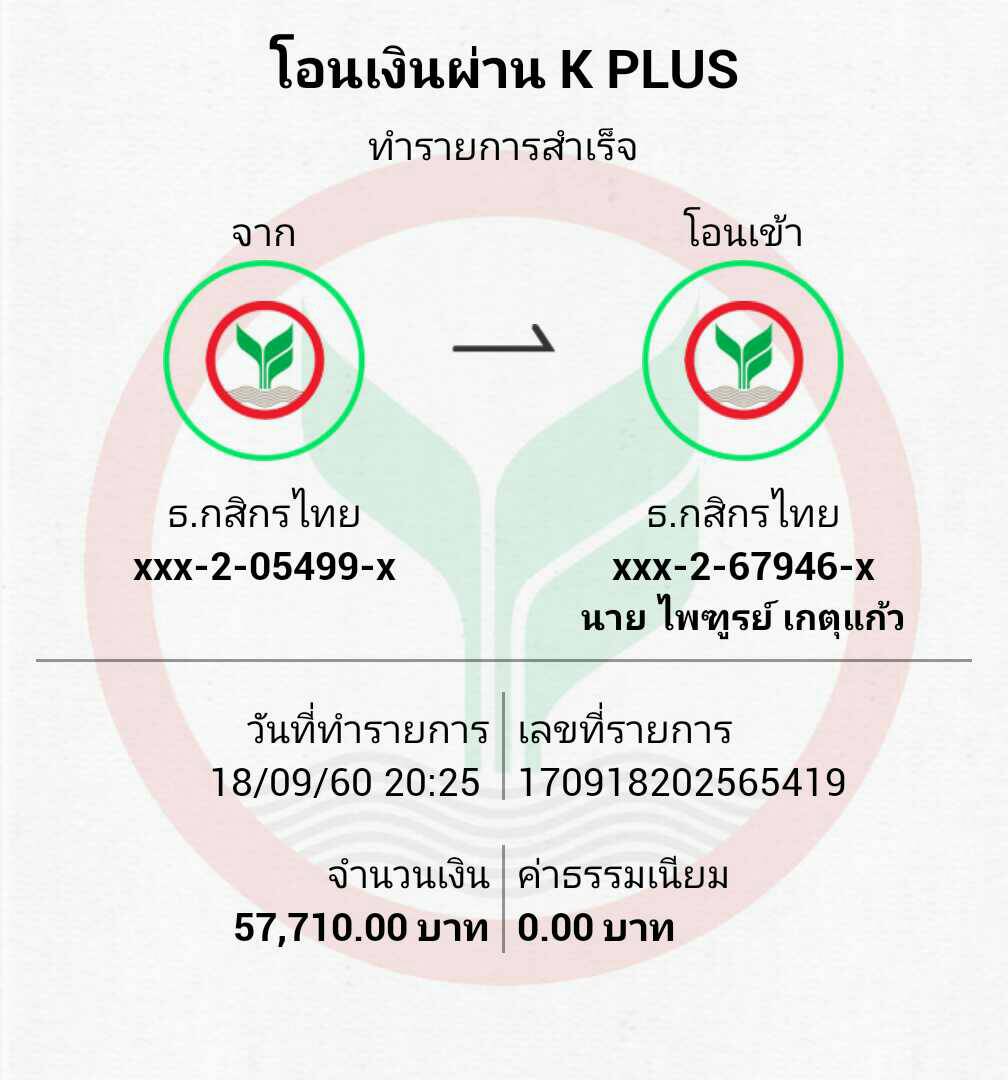 โอนเงินผ่าน K PLUS
ทำรายการสำเร็จ
จาก
โอนเข้า
ธ.กสิกรไทย
xxx-2-05499-x
ธ.กสิกรไทย
xxx-2-67946-x
นาย ไพฑูรย์ เกตุแก้ว
วันที่ทำรายการ
18/09/60 20:25
เลขที่รายการ
170918202565419
จำนวนเงิน
57,710.00 บาท
ค่าธรรมเนียม
0.00 บาท